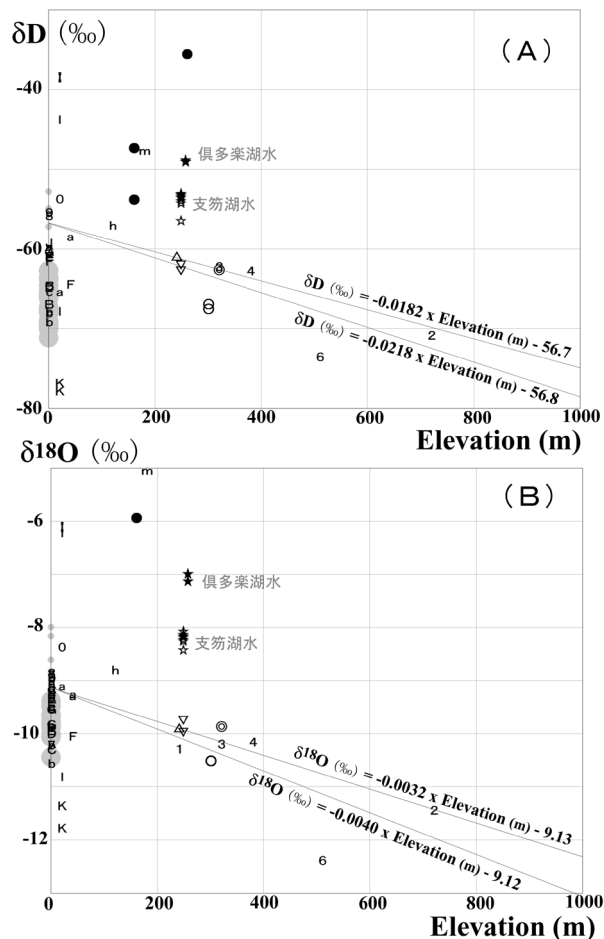 δD (‰)
(A)
-40
倶多楽湖水
支笏湖水
-60
δD (‰) = -0.0182 x Elevation (m) - 56.7
δD (‰) = -0.0218 x Elevation (m) - 56.8
-80
0 200 400 600 800 1000
Elevation (m)
δ18O (‰)
(B)
-6
倶多楽湖水
-8
支笏湖水
-10
δ18O (‰) = -0.0032 x Elevation (m) - 9.13
δ18O (‰) = -0.0040 x Elevation (m) - 9.12
-12
0 200 400 600 800 1000
Elevation (m)